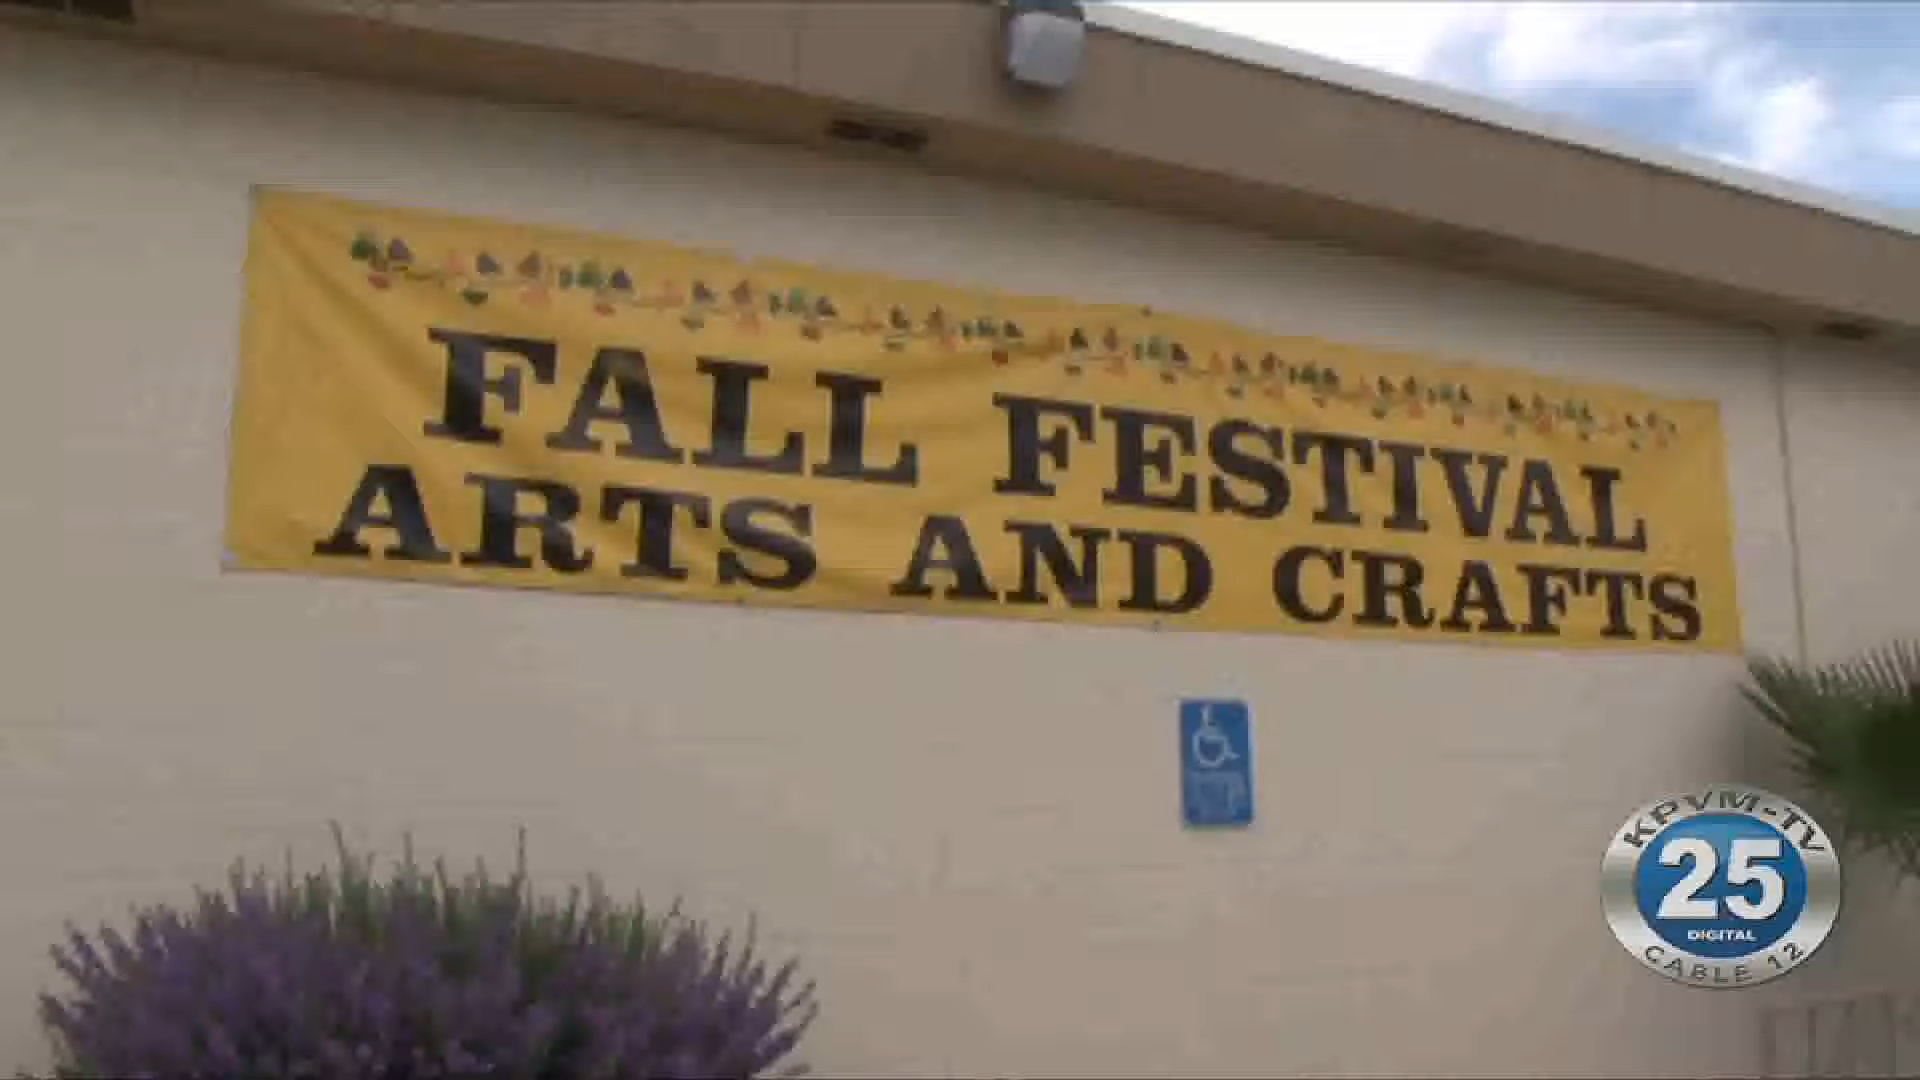 FALL FESTIVAL
ARTS AND CRAFTS
KPVM-TV
25
DIGITAL
CABLE 12